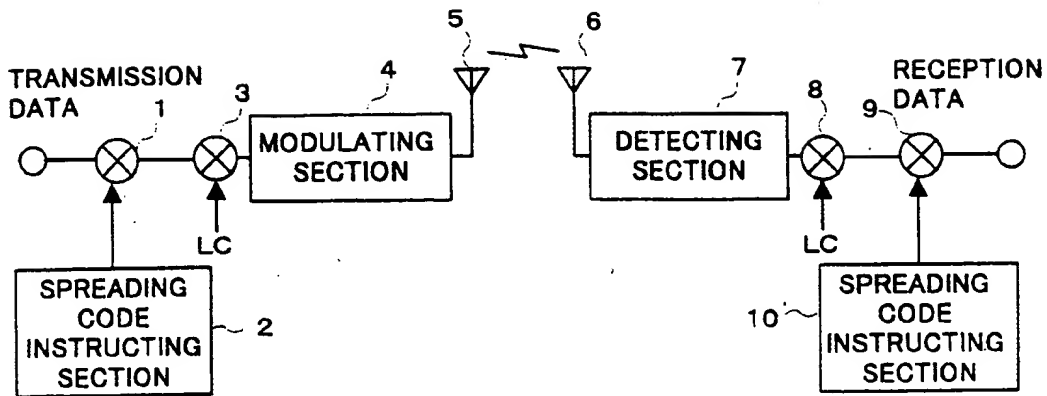 5
6
TRANSMISSION
DATA
1
3
4
7
8
9
RECEPTION
DATA
MODULATING
SECTION
DETECTING
SECTION
LC
LC
SPREADING
CODE
INSTRUCTING
SECTION
2
10
SPREADING
CODE
INSTRUCTING
SECTION